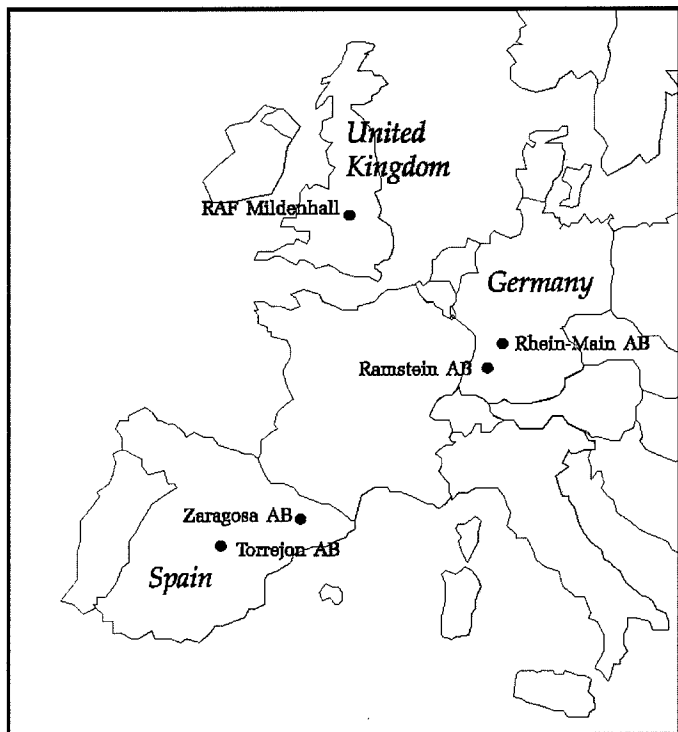 United
Kingdom
RAF Mildenhall
Germany
Rhein-Main AB
Ramstein AB
Zaragosa AB
Torrejon AB
Spain